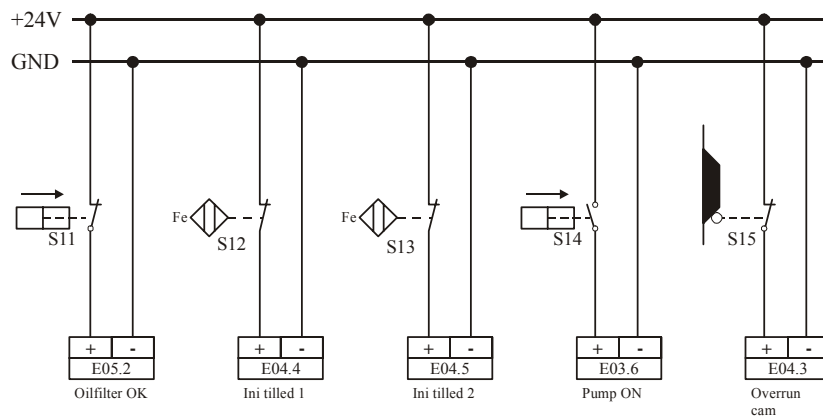 +24V
GND
Fe
Fe
S11
S12
S13
S14
S15
+ -
+ -
+ -
+ -
+ -
E05.2
E04.4
E04.5
E03.6
E04.3
Oilfilter OK
Ini tilled 1
Ini tilled 2
Pump ON
Overrun
cam